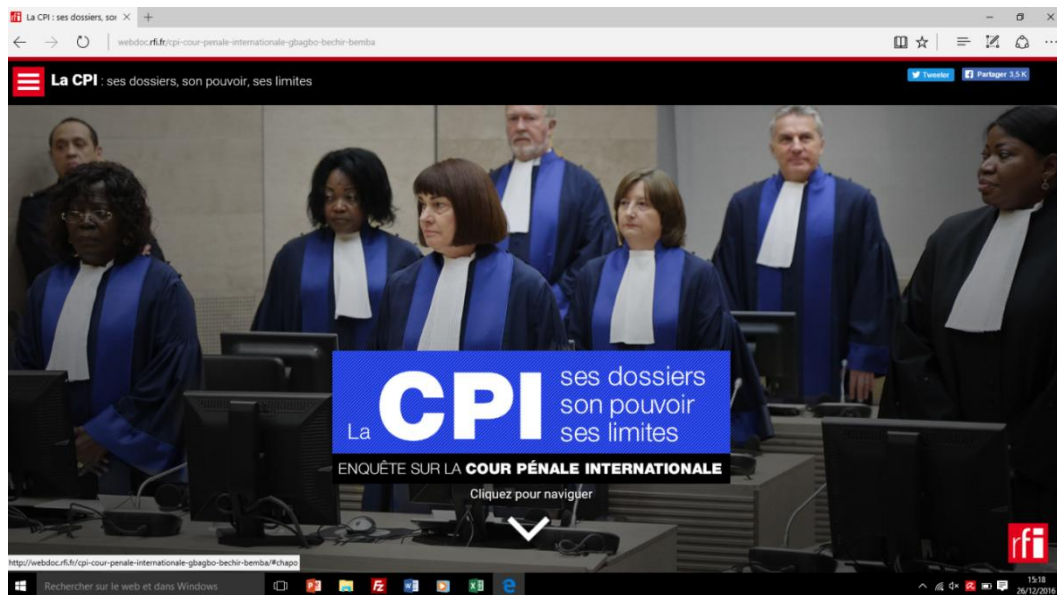 La CPI : ses dossiers, son
webdoc.rfi.fr/cpi-cour-penale-internationale-gbagbo-bechir-bemba
La CPI : ses dossiers, son pouvoir, ses limites
Tweeter
Partager 3,5 K
La CPI
ses dossiers
son pouvoir
ses limites
ENQUÊTE SUR LA COUR PÉNALE INTERNATIONALE
Cliquez pour naviguer
rfi
http://webdoc.rfi.fr/cpi-cour-penale-internationale-gbagbo-bechir-bemba/#chapo
Rechercher sur le web et dans Windows
15:18
26/12/2016